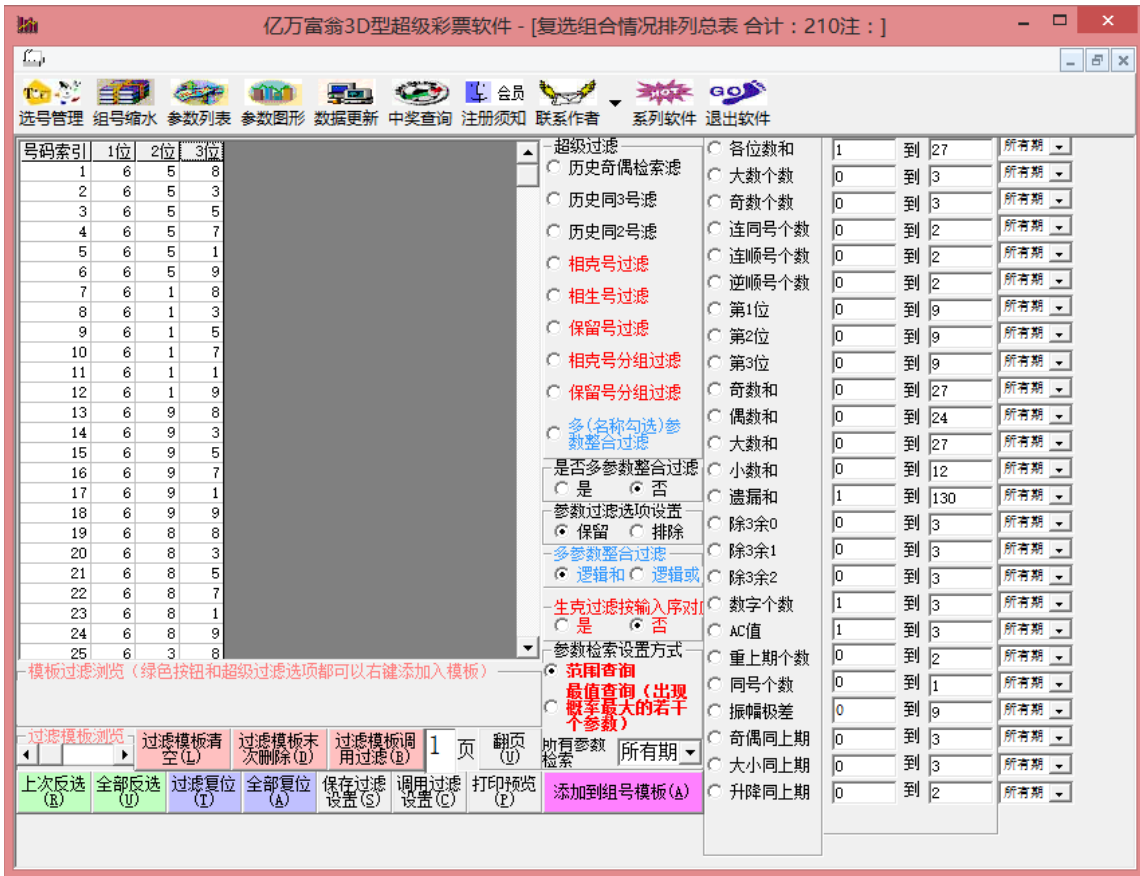 亿万富翁3D型超级彩票软件 - [复选组合情况排列总表 合计：210注：]
会员
HOT GO
选号管理 组号缩水 参数列表 参数图形 数据更新 中奖查询 注册须知 联系作者 系列软件 退出软件
号码索引 1位 2位 3位
1 6 5 8
2 6 5 3
3 6 5 5
4 6 5 7
5 6 5 1
6 6 5 9
7 6 1 8
8 6 1 3
9 6 1 5
10 6 1 7
11 6 1 1
12 6 1 9
13 6 9 8
14 6 9 3
15 6 9 5
16 6 9 7
17 6 9 1
18 6 9 9
19 6 8 8
20 6 8 3
21 6 8 5
22 6 8 7
23 6 8 1
24 6 8 9
25 6 3 8
超级过滤
历史奇偶检索滤
历史同3号滤
历史同2号滤
相克号过滤
相生号过滤
保留号过滤
相克号分组过滤
保留号分组过滤
多(名称勾选)参
数整合过滤
是否多参数整合过滤
是 否
参数过滤选项设置
保留 排除
多参数整合过滤
逻辑和 逻辑或
生克过滤按输入序对应
是 否
参数检索设置方式
范围查询
最值查询（出现
概率最大的若干
个参数）
所有参数
检索 所有期
添加到组号模板(A)
各位数和 1 到 27 所有期
大数个数 0 到 3 所有期
奇数个数 0 到 3 所有期
连同号个数 0 到 2 所有期
连顺号个数 0 到 2 所有期
逆顺号个数 0 到 2 所有期
第1位 0 到 9 所有期
第2位 0 到 9 所有期
第3位 0 到 9 所有期
奇数和 0 到 27 所有期
偶数和 0 到 24 所有期
大数和 0 到 27 所有期
小数和 0 到 12 所有期
遗漏和 1 到 130 所有期
除3余0 0 到 3 所有期
除3余1 0 到 3 所有期
除3余2 0 到 3 所有期
数字个数 1 到 3 所有期
AC值 1 到 3 所有期
重上期个数 0 到 2 所有期
同号个数 0 到 1 所有期
振幅极差 0 到 9 所有期
奇偶同上期 0 到 3 所有期
大小同上期 0 到 3 所有期
升降同上期 0 到 2 所有期
模板过滤浏览（绿色按钮和超级过滤选项都可以右键添加入模板）
过滤模板浏览
过滤模板清
空(L)
过滤模板末
次删除(D)
过滤模板调
用过滤(B)
1 页
翻页
(U)
上次反选
(R)
全部反选
(U)
过滤复位
(T)
全部复位
(A)
保存过滤
设置(S)
调用过滤
设置(C)
打印预览
(P)